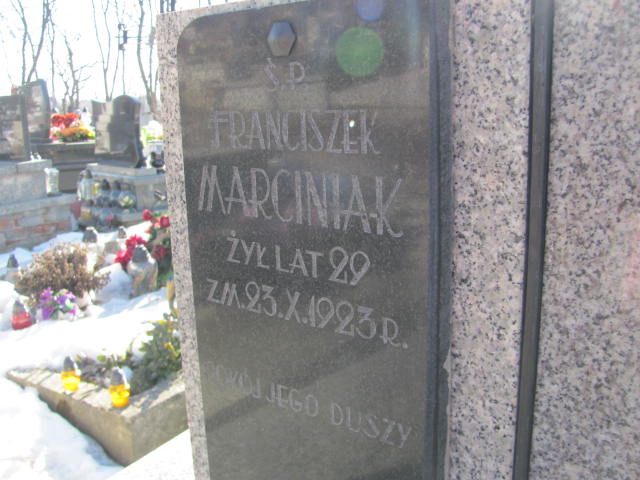 Ś.P.
FRANCISZEK
MARCINIAK
ŻYŁ LAT 29
ZM. 23.X.1923 R.
POKÓJ JEGO DUSZY